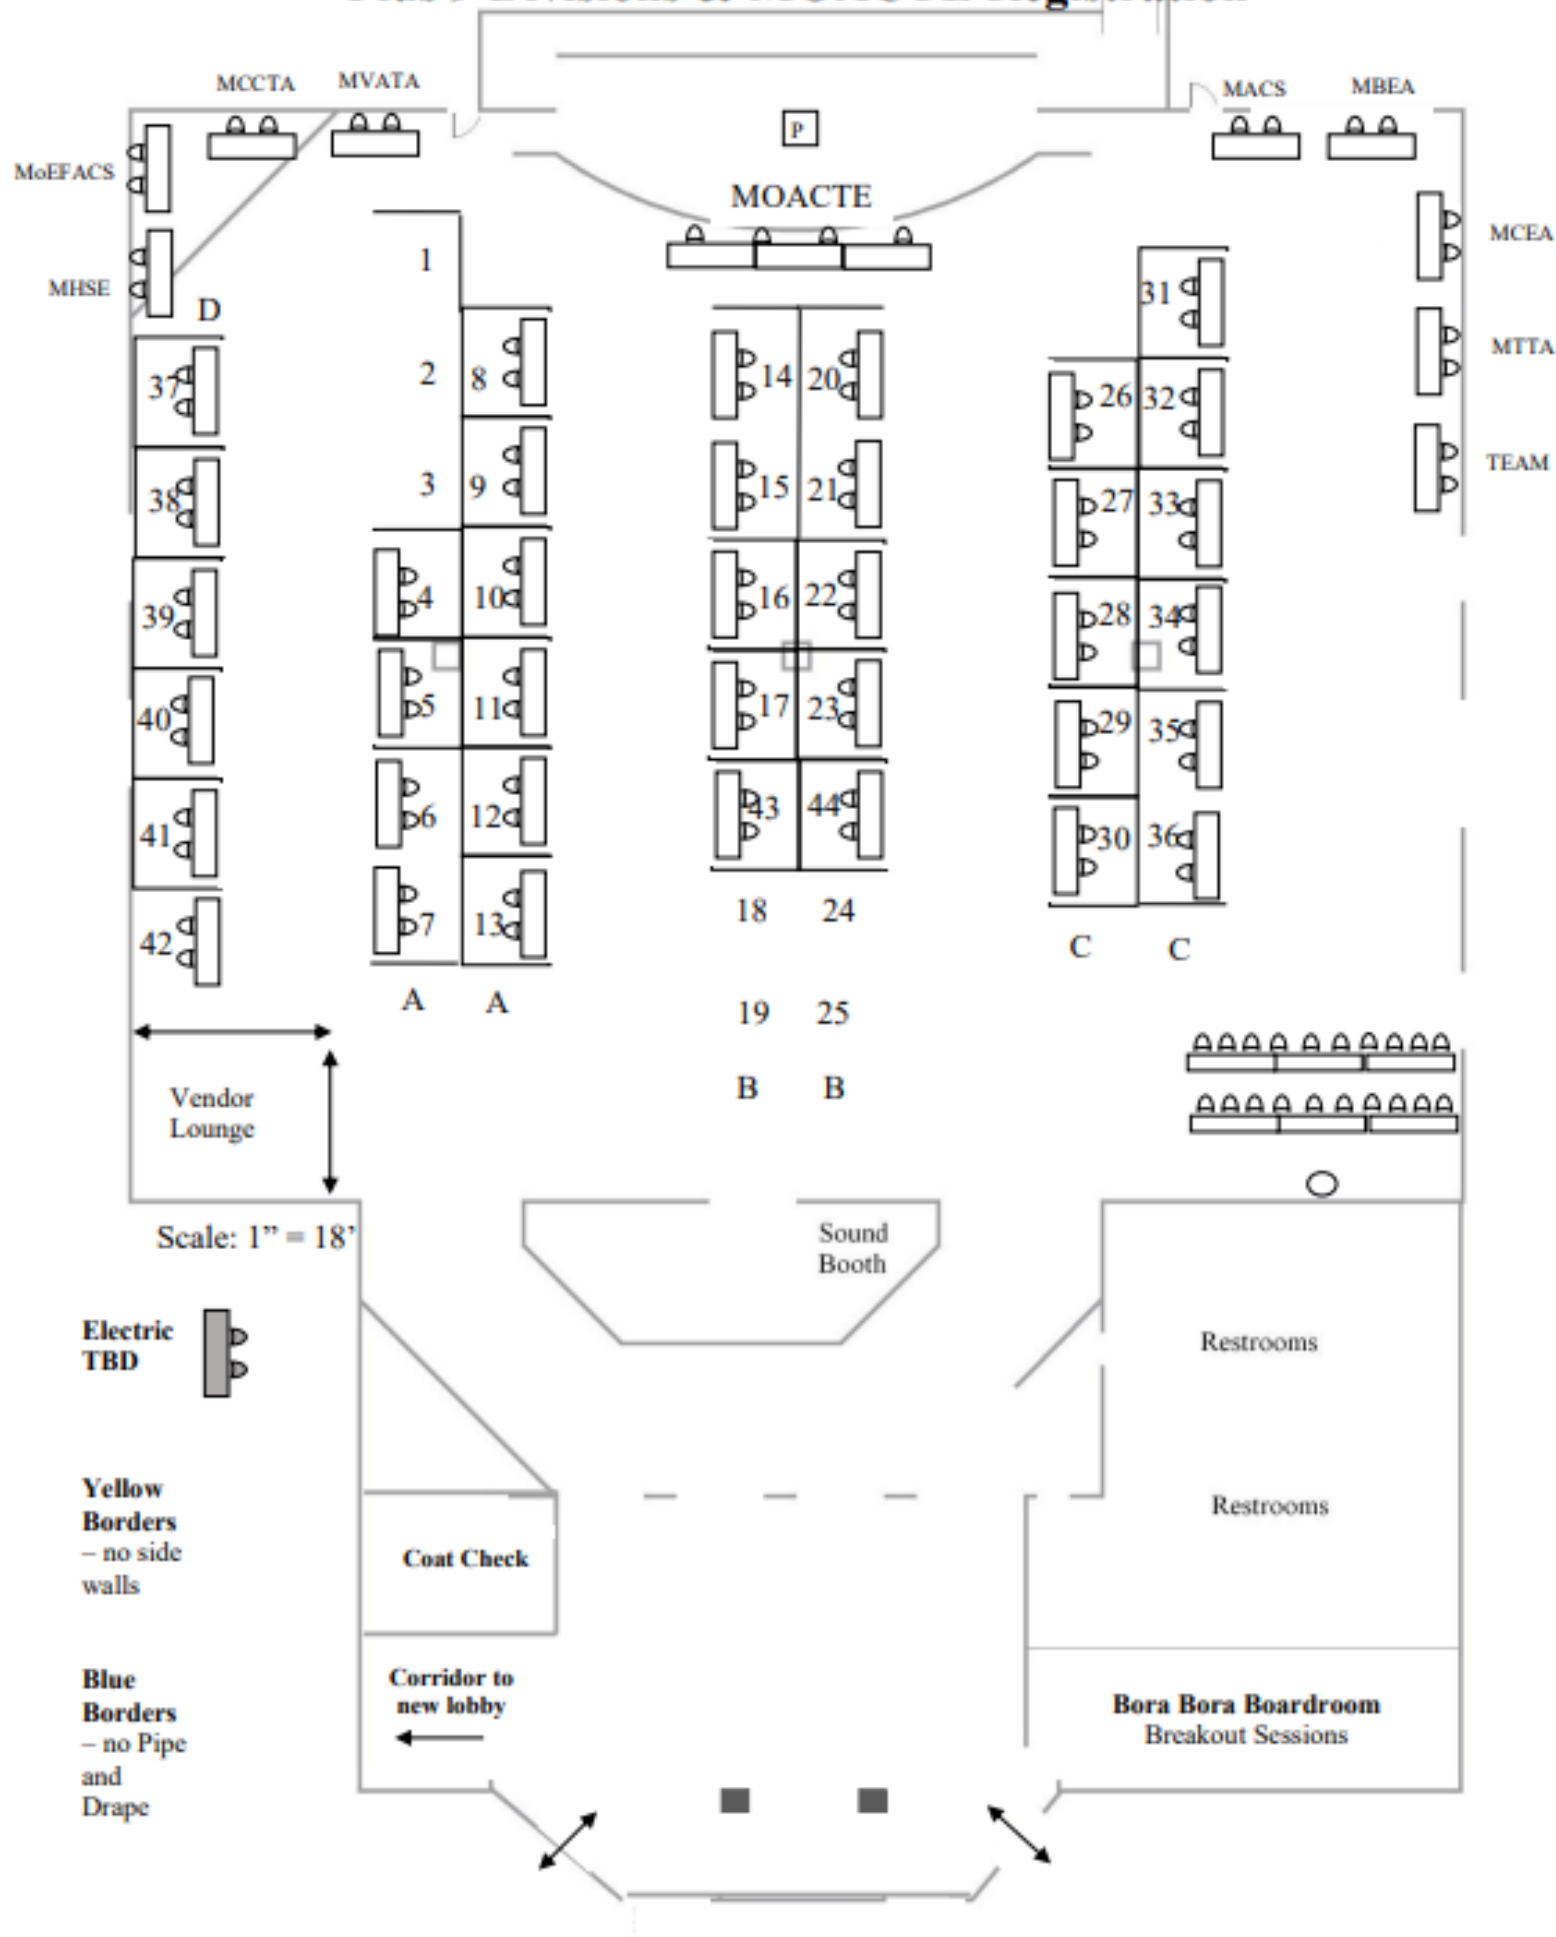 MCCTA
MVATA
MACS
MBEA
P
MoEFACS
MOACTE
MCEA
MHSE
D
MTTA
TEAM
1
2
3
4
5
6
7
8
9
10
11
12
13
A
A
14
15
16
17
43
18
19
B
20
21
22
23
44
24
25
B
26
27
28
29
30
C
31
32
33
34
35
36
C
37
38
39
40
41
42
Vendor
Lounge
Scale: 1” = 18’
Sound
Booth
Electric
TBD
Restrooms
Yellow
Borders
– no side
walls
Restrooms
Coat Check
Blue
Borders
– no Pipe
and
Drape
Corridor to
new lobby
Bora Bora Boardroom
Breakout Sessions